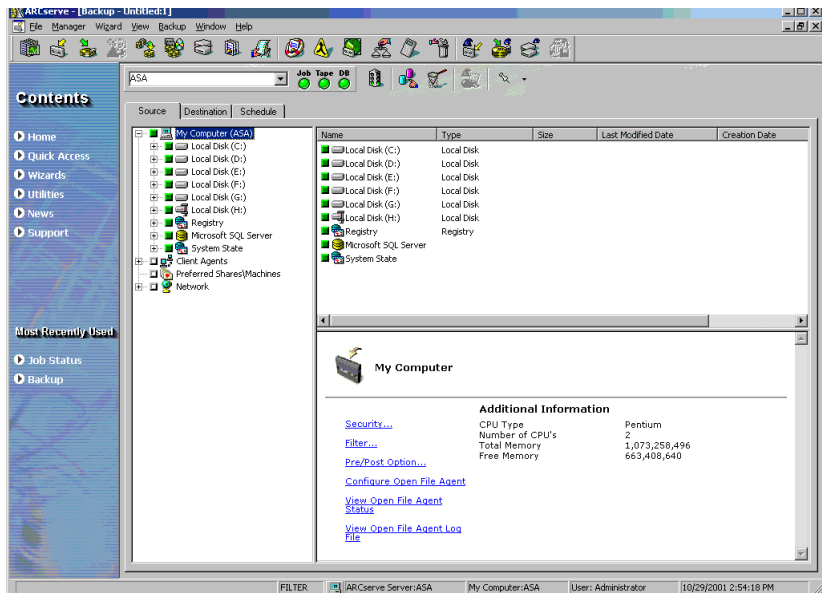 ARCserve - [Backup - Untitled:1]
File Manager Wizard View Backup Window Help
ASA
Job Tape DB
Contents
Home
Quick Access
Wizards
Utilities
News
Support
Most Recently Used
Job Status
Backup
Source Destination Schedule
My Computer (ASA)
Local Disk (C:)
Local Disk (D:)
Local Disk (E:)
Local Disk (F:)
Local Disk (G:)
Local Disk (H:)
Registry
Microsoft SQL Server
System State
Client Agents
Preferred Shares\Machines
Network
Name Type Size Last Modified Date Creation Date
Local Disk (C:) Local Disk
Local Disk (D:) Local Disk
Local Disk (E:) Local Disk
Local Disk (F:) Local Disk
Local Disk (G:) Local Disk
Local Disk (H:) Local Disk
Registry Registry
Microsoft SQL Server
System State
My Computer
Security...
Filter...
Pre/Post Option...
Configure Open File Agent
View Open File Agent
Status
View Open File Agent Log
File
Additional Information
CPU Type Pentium
Number of CPU's 2
Total Memory 1,073,258,496
Free Memory 663,408,640
FILTER ARCserve Server:ASA My Computer:ASA User: Administrator 10/29/2001 2:54:18 PM